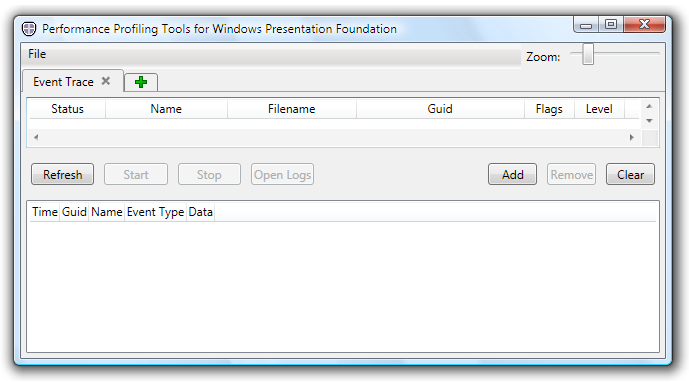 Performance Profiling Tools for Windows Presentation Foundation
File Zoom:
Event Trace
Status Name Filename Guid Flags Level
Refresh Start Stop Open Logs Add Remove Clear
Time Guid Name Event Type Data